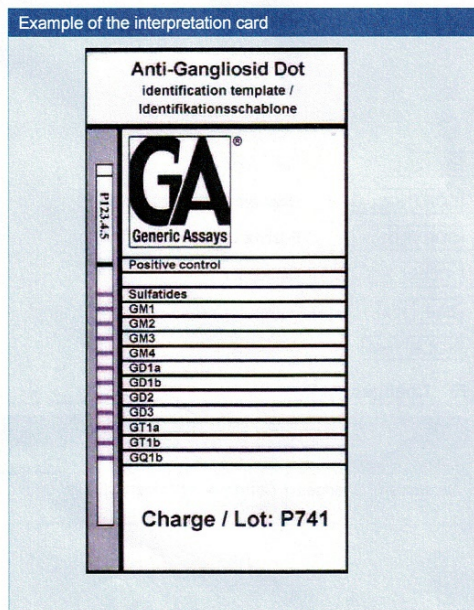 Example of the interpretation card
Anti-Gangliosid Dot
identification template /
Identifikationsschablone
P123.4.5
GA®
Generic Assays
Positive control
Sulfatides
GM1
GM2
GM3
GM4
GD1a
GD1b
GD2
GD3
GT1a
GT1b
GQ1b
Charge / Lot: P741